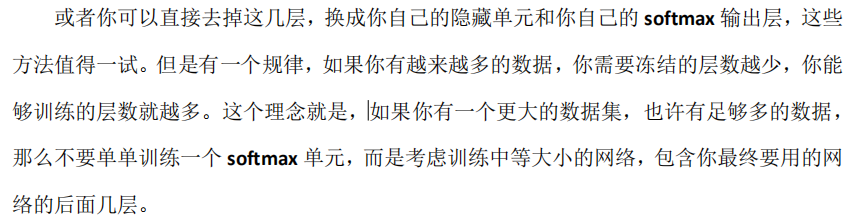 或者你可以直接去掉这几层，换成你自己的隐藏单元和你自己的 softmax 输出层，这些
方法值得一试。但是有一个规律，如果你有越来越多的数据，你需要冻结的层数越少，你能
够训练的层数就越多。这个理念就是，如果你有一个更大的数据集，也许有足够多的数据，
那么不要单单训练一个 softmax 单元，而是考虑训练中等大小的网络，包含你最终要用的网
络的后面几层。